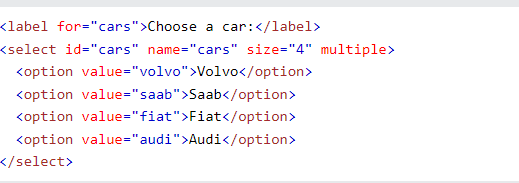 <label for="cars">Choose a car:</label>
<select id="cars" name="cars" size="4" multiple>
  <option value="volvo">Volvo</option>
  <option value="saab">Saab</option>
  <option value="fiat">Fiat</option>
  <option value="audi">Audi</option>
</select>